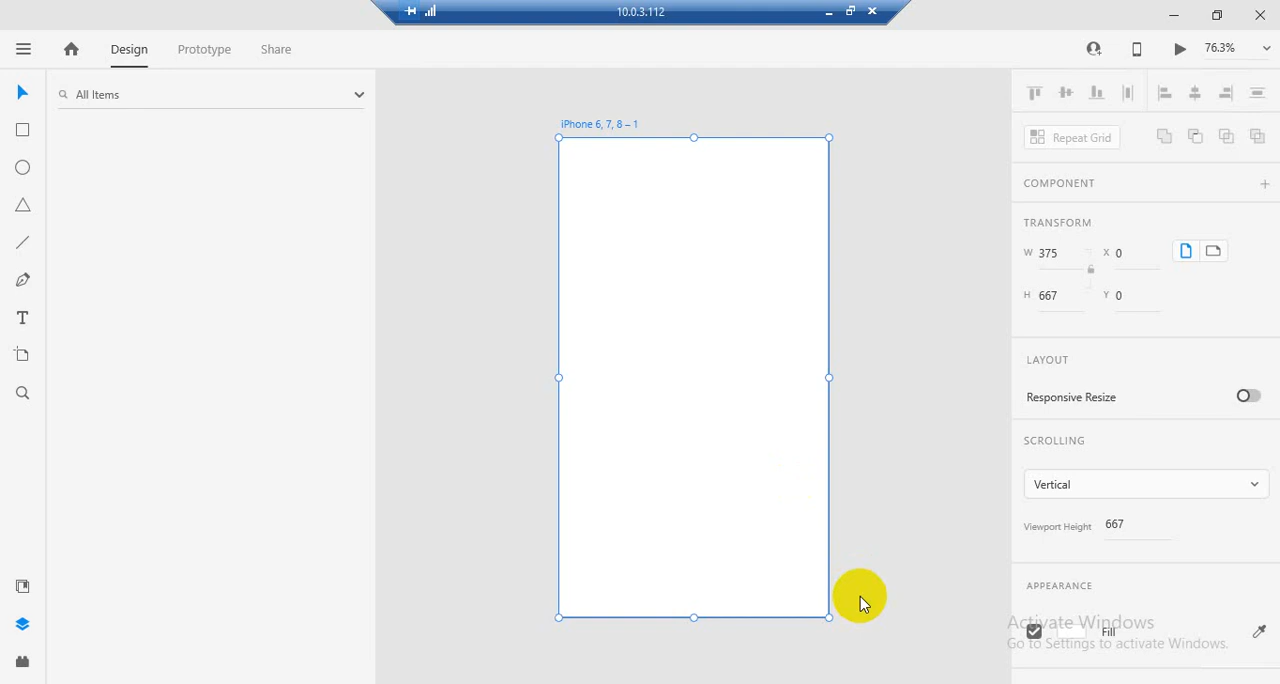 10.0.3.112
Design Prototype Share 76.3%
All Items
iPhone 6, 7, 8 – 1
Repeat Grid
COMPONENT
TRANSFORM
W 375 X 0
H 667 Y 0
LAYOUT
Responsive Resize
SCROLLING
Vertical
Viewport Height 667
APPEARANCE
Activate Windows
Fill
Go to Settings to activate Windows.
T